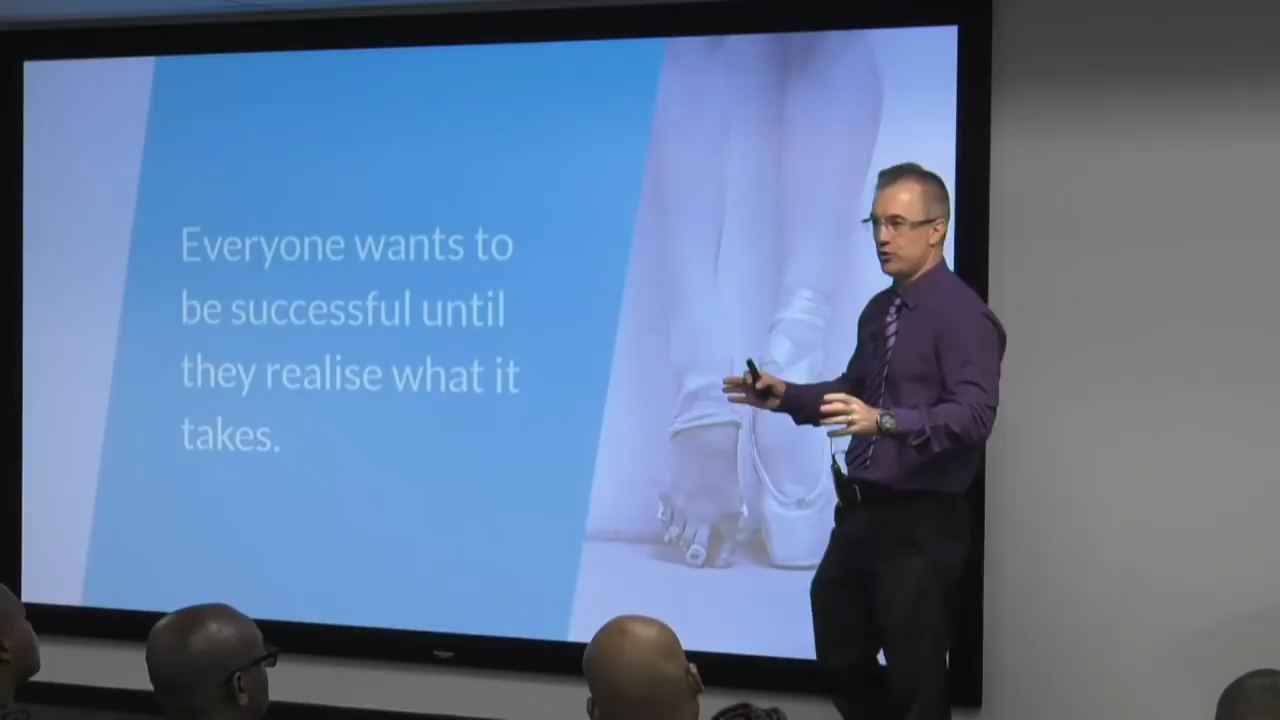 Everyone wants to
be successful until
they realise what it
takes.